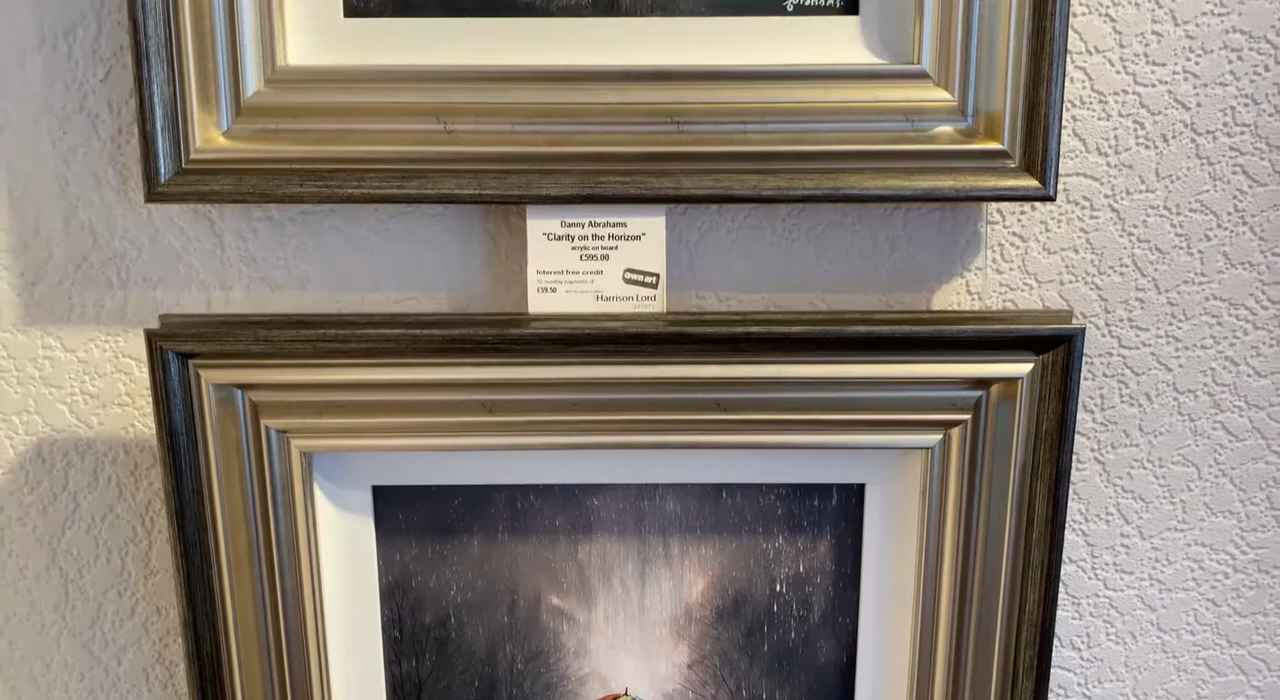 Abrahams.
Danny Abrahams
"Clarity on the Horizon"
acrylic on board
£595.00
Interest free credit
10 monthly payments of
£59.50
own art
Harrison Lord